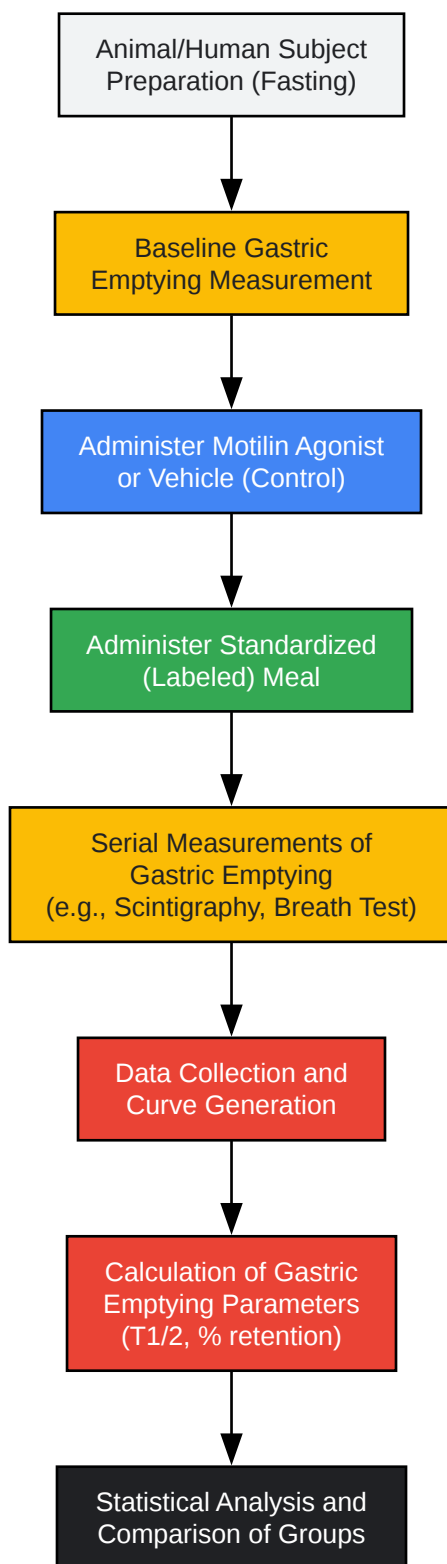 Animal/Human Subject
Preparation (Fasting)
Baseline Gastric
Emptying Measurement
Administer Motilin Agonist
or Vehicle (Control)
Administer Standardized
(Labeled) Meal
Serial Measurements of
Gastric Emptying
(e.g., Scintigraphy, Breath Test)
Data Collection and
Curve Generation
Calculation of Gastric
Emptying Parameters
(T1/2, % retention)
Statistical Analysis and
Comparison of Groups